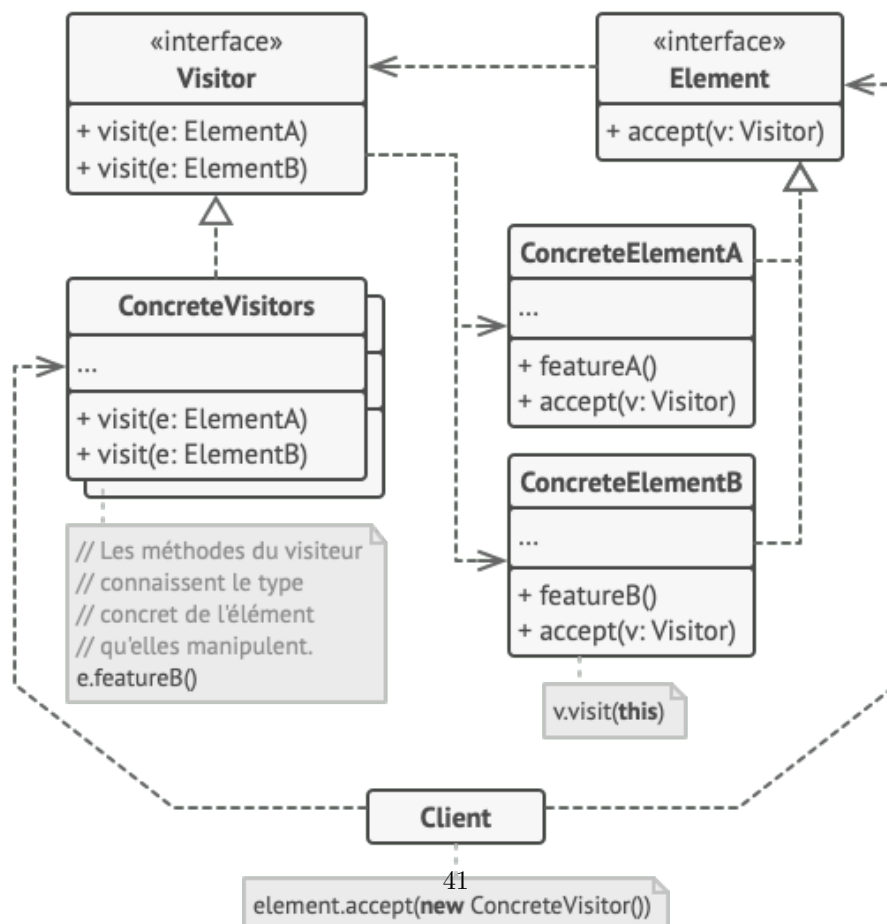 «interface»
Visitor
+ visit(e: ElementA)
+ visit(e: ElementB)
«interface»
Element
+ accept(v: Visitor)
ConcreteVisitors
...
+ visit(e: ElementA)
+ visit(e: ElementB)
// Les méthodes du visiteur
// connaissent le type
// concret de l'élément
// qu'elles manipulent.
e.featureB()
ConcreteElementA
...
+ featureA()
+ accept(v: Visitor)
ConcreteElementB
...
+ featureB()
+ accept(v: Visitor)
v.visit(this)
Client
41
element.accept(new ConcreteVisitor())